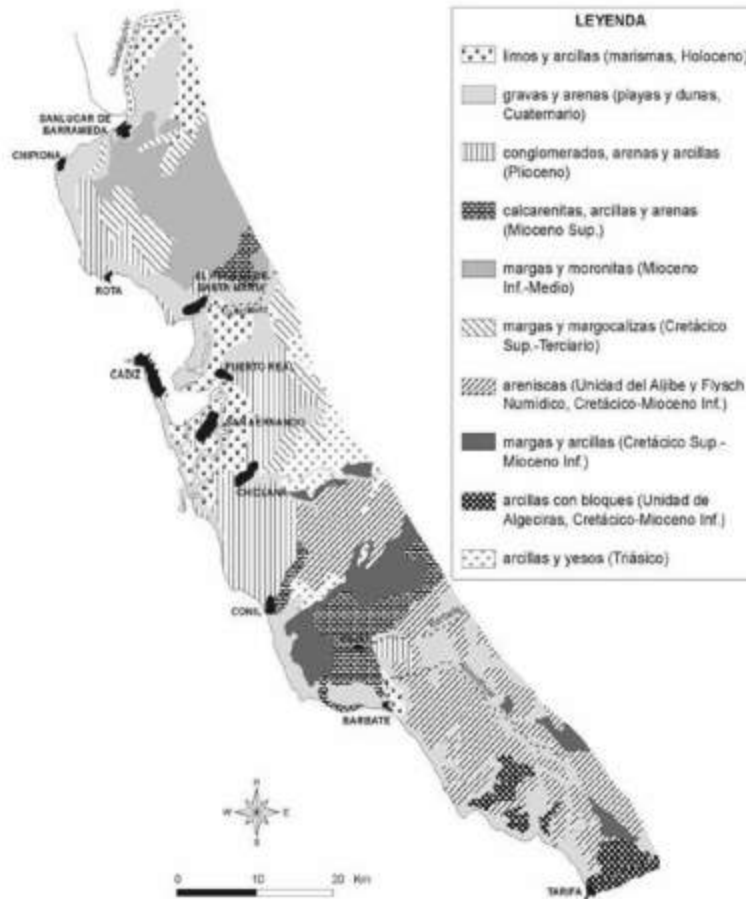 LEYENDA
limos y arcillas (marismas, Holoceno)
gravas y arenas (playas y dunas,
Cuaternario)
conglomerados, arenas y arcillas
(Plioceno)
calcarenitas, arcillas y arenas
(Mioceno Sup.)
margas y moronitas (Mioceno
Inf.-Medio)
margas y margocalizas (Cretácico
Sup.-Terciario)
areniscas (Unidad del Aljibe y Flysch
Numídico, Cretácico-Mioceno Inf.)
margas y arcillas (Cretácico Sup.-
Mioceno Inf.)
arcillas con bloques (Unidad de
Algeciras, Cretácico-Mioceno Inf.)
arcillas y yesos (Triásico)
SANLUCAR DE
BARRAMEDA
CHIPIONA
ROTA
EL PUERTO DE
SANTA MARIA
CADIZ
PUERTO REAL
SAN FERNANDO
CHICLANA
CONIL
BARBATE
TARIFA
N
W
E
S
0 10 20 Km